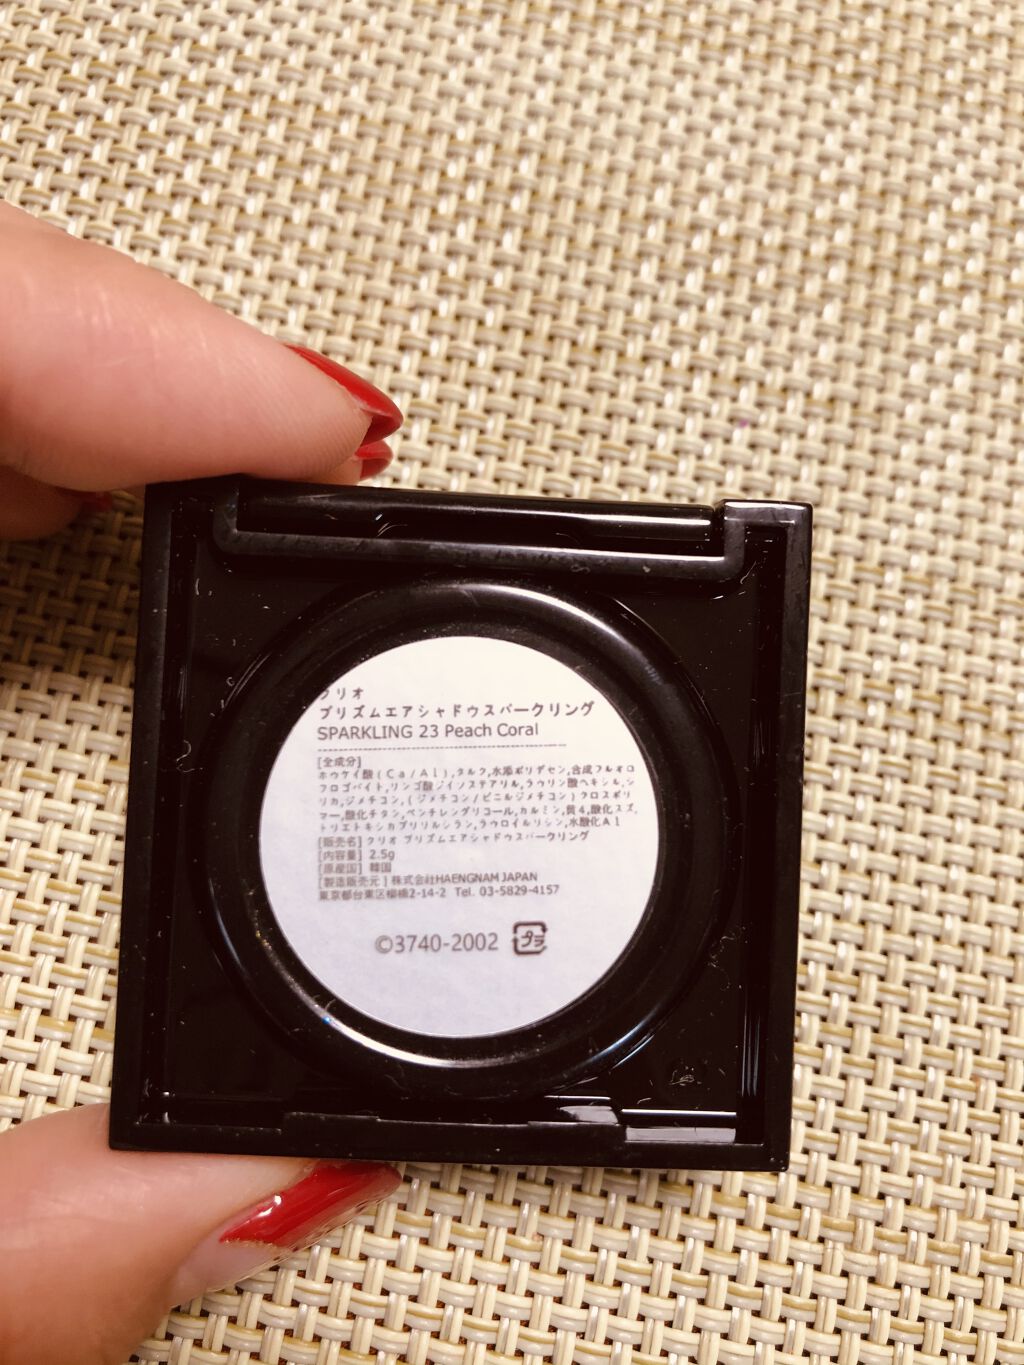 クリオ
プリズムエアシャドウスパークリング
SPARKLING 23 Peach Coral
[全成分]
ホウケイ酸(Ca/Al),タルク,水添ポリデセン,合成フルオロ
フロゴパイト,リンゴ酸ジイソステアリル,ラウリン酸ヘキシル,シ
リカ,ジメチコン,(ジメチコン/ビニルジメチコン)クロスポリ
マー,酸化チタン,ペンチレングリコール,カルミン,黄4,酸化スズ,
トリエトキシカプリリルシラン,ラウロイルリシン,水酸化Al
[販売名] クリオ プリズムエアシャドウスパークリング
[内容量] 2.5g
[原産国] 韓国
[製造販売元] 株式会社HAENGNAM JAPAN
東京都台東区柳橋2-14-2 Tel. 03-5829-4157
©3740-2002 プラ